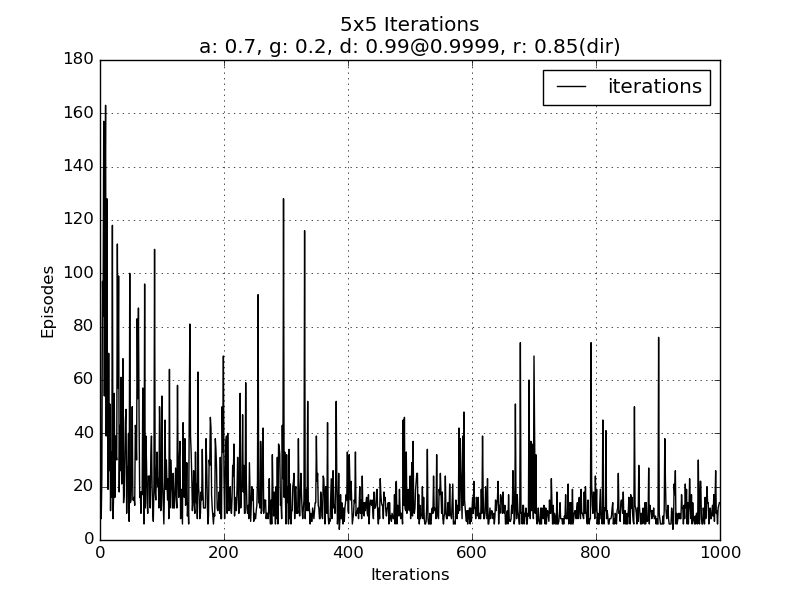 5x5 Iterations
a: 0.7, g: 0.2, d: 0.99@0.9999, r: 0.85(dir)
iterations
180
160
140
120
100
80
60
40
20
0
Episodes
0 200 400 600 800 1000
Iterations